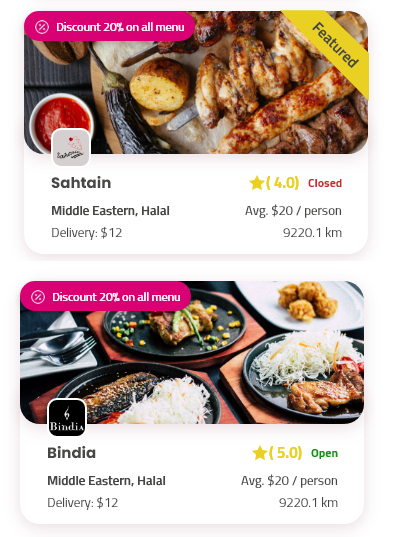 Discount 20% on all menu
Featured
Sahtain
( 4.0) Closed
Middle Eastern, Halal
Avg. $20 / person
Delivery: $12
9220.1 km
Discount 20% on all menu
BindiA
Bindia
( 5.0) Open
Middle Eastern, Halal
Avg. $20 / person
Delivery: $12
9220.1 km